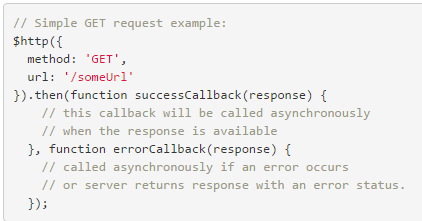 // Simple GET request example:
$http({
  method: 'GET',
  url: '/someUrl'
}).then(function successCallback(response) {
    // this callback will be called asynchronously
    // when the response is available
  }, function errorCallback(response) {
    // called asynchronously if an error occurs
    // or server returns response with an error status.
  });